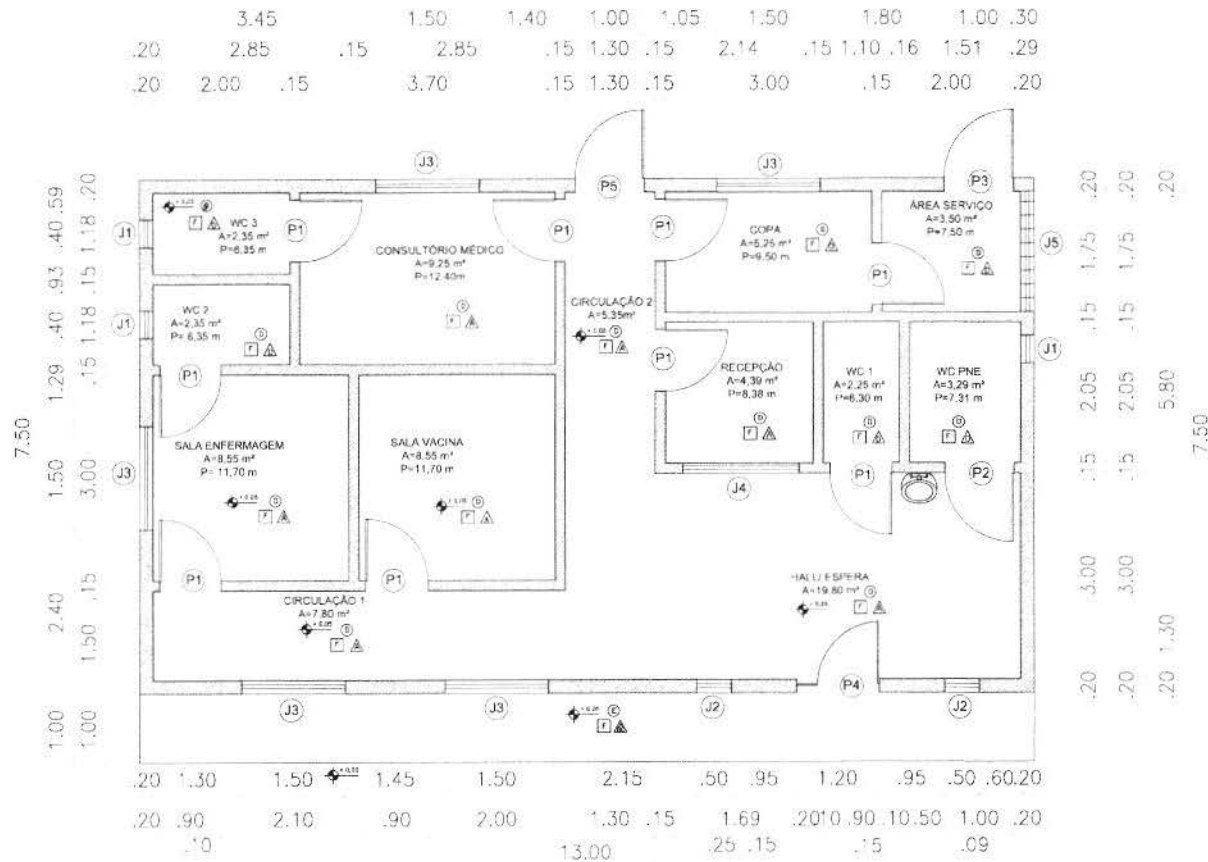 3.45 1.50 1.40 1.00 1.05 1.50 1.80 1.00 .30
.20 2.85 .15 2.85 .15 1.30 .15 2.14 .15 1.10 .16 1.51 .29
.20 2.00 .15 3.70 .15 1.30 .15 3.00 .15 2.00 .20
J3 P5 J3 P3
J1 WC 3
A=2,35 m²
P=6,35 m
P1
CONSULTÓRIO MÉDICO
A=9,25 m²
P=12,40m
P1
P1
COPA
A=5,25 m²
P=9,50 m
P1
ÁREA SERVIÇO
A=3,50 m²
P=7,50 m
J5
J1 WC 2
A=2,35 m²
P= 6,35 m
P1
CIRCULAÇÃO 2
A=5.35m²
P1
RECEPÇÃO
A=4,39 m²
P=8,38 m
J4
WC 1
A=2,25 m²
P=6,30 m
P1
WC PNE
A=3,29 m²
P=7,31 m
P2
J1
J3 SALA ENFERMAGEM
A=8,55 m²
P= 11,70 m
P1
SALA VACINA
A=8,55 m²
P=11,70 m
P1
CIRCULAÇÃO 1
A=7,80 m²
A=19,80 m²
P4
J3 J3 J2 J2
7.50
.59 .40 .93 .40 1.29 1.50 2.40 1.00
.20 1.18 .15 1.18 .15 3.00 .15 1.50 1.00
.20 1.75 .15 2.05 .15 3.00 .20
.20 1.75 .15 2.05 .15 3.00 .20
.20 5.80 1.30 .20
7.50
.20 1.30 1.50 1.45 1.50 2.15 .50 .95 1.20 .95 .50 .60 .20
.20 .90 2.10 .90 2.00 1.30 .15 1.69 .20 .10 .90 .10 .50 1.00 .20
.10 13.00 .25 .15 .15 .09